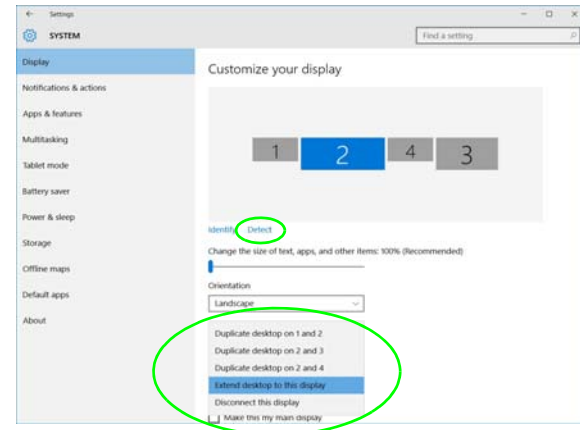 ← Settings
SYSTEM
Find a setting
Display
Notifications & actions
Apps & features
Multitasking
Tablet mode
Battery saver
Power & sleep
Storage
Offline maps
Default apps
About
Customize your display
1 2 4 3
Identify Detect
Change the size of text, apps, and other items: 100% (Recommended)
Orientation
Landscape
Duplicate desktop on 1 and 2
Duplicate desktop on 2 and 3
Duplicate desktop on 2 and 4
Extend desktop to this display
Disconnect this display
Make this my main display